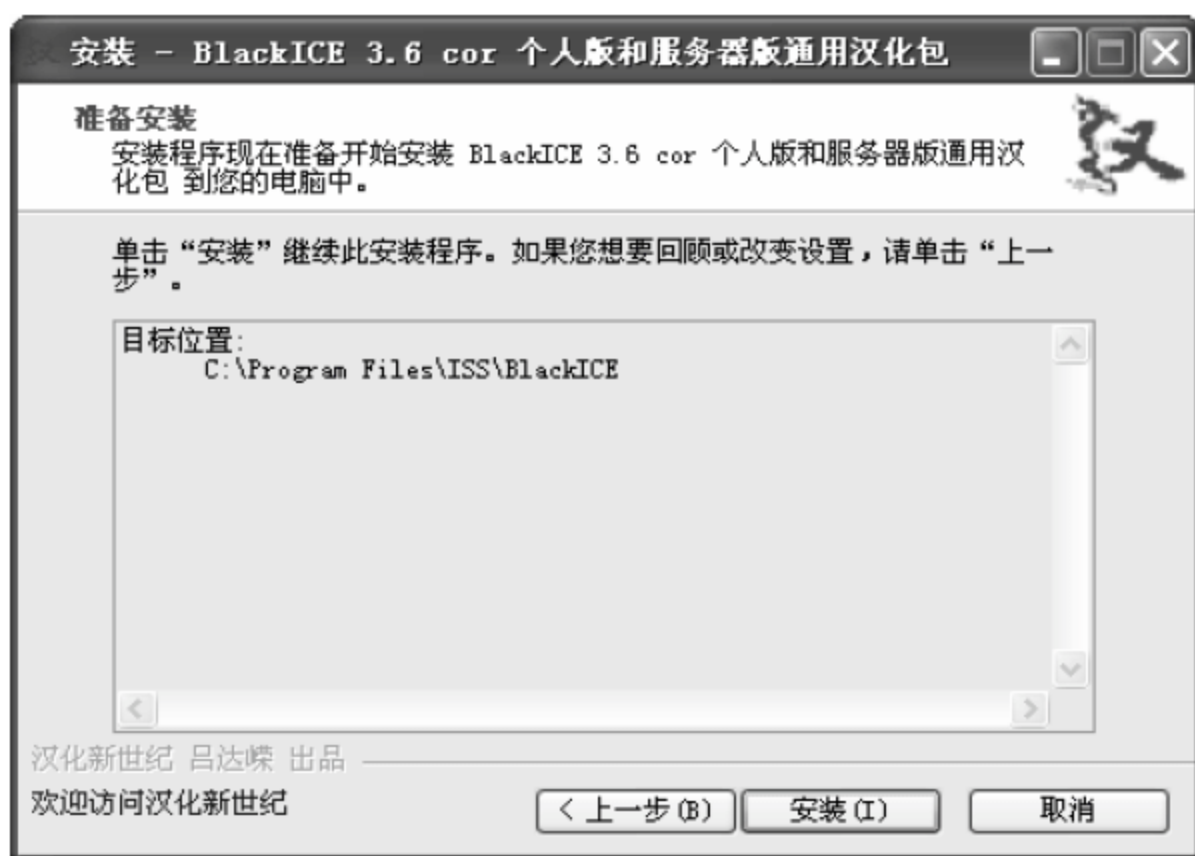 安装 - BlackICE 3.6 cor 个人版和服务器版通用汉化包
准备安装
安装程序现在准备开始安装 BlackICE 3.6 cor 个人版和服务器版通用汉
化包 到您的电脑中。
汉
单击“安装”继续此安装程序。如果您想要回顾或改变设置，请单击“上一
步”。
目标位置:
C:\Program Files\ISS\BlackICE
汉化新世纪 吕达嵘 出品
欢迎访问汉化新世纪
< 上一步(B)
安装(I)
取消